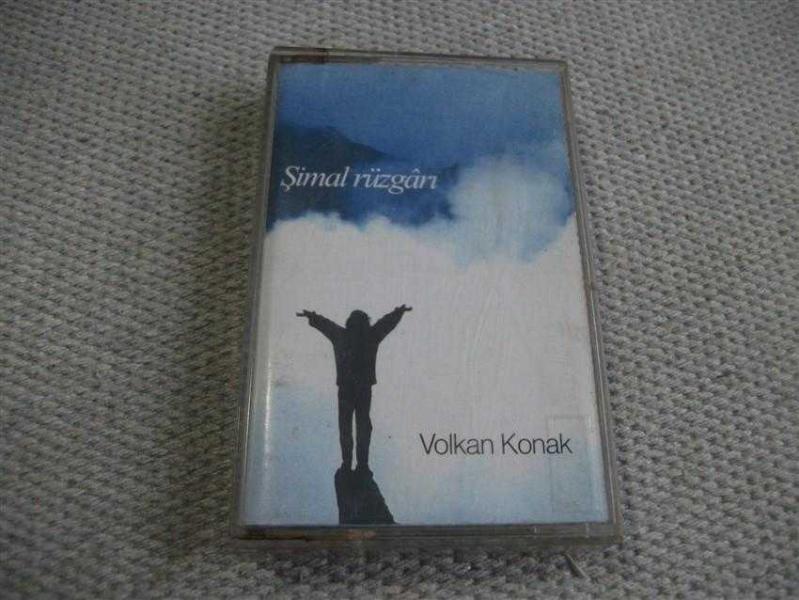 Şimal rüzgârı
Volkan Konak